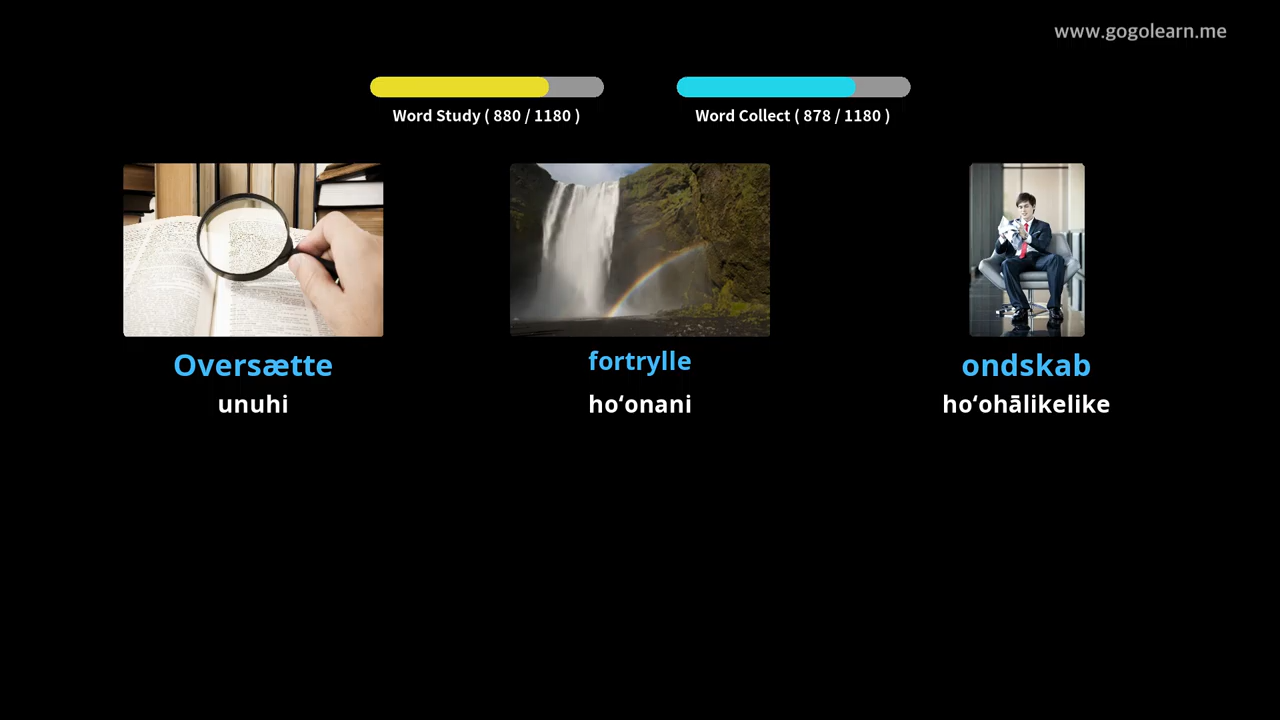 www.gogolearn.me
Word Study ( 880 / 1180 )
Word Collect ( 878 / 1180 )
Oversætte
fortrylle
ondskab
unuhi
hoʻonani
hoʻohālikelike